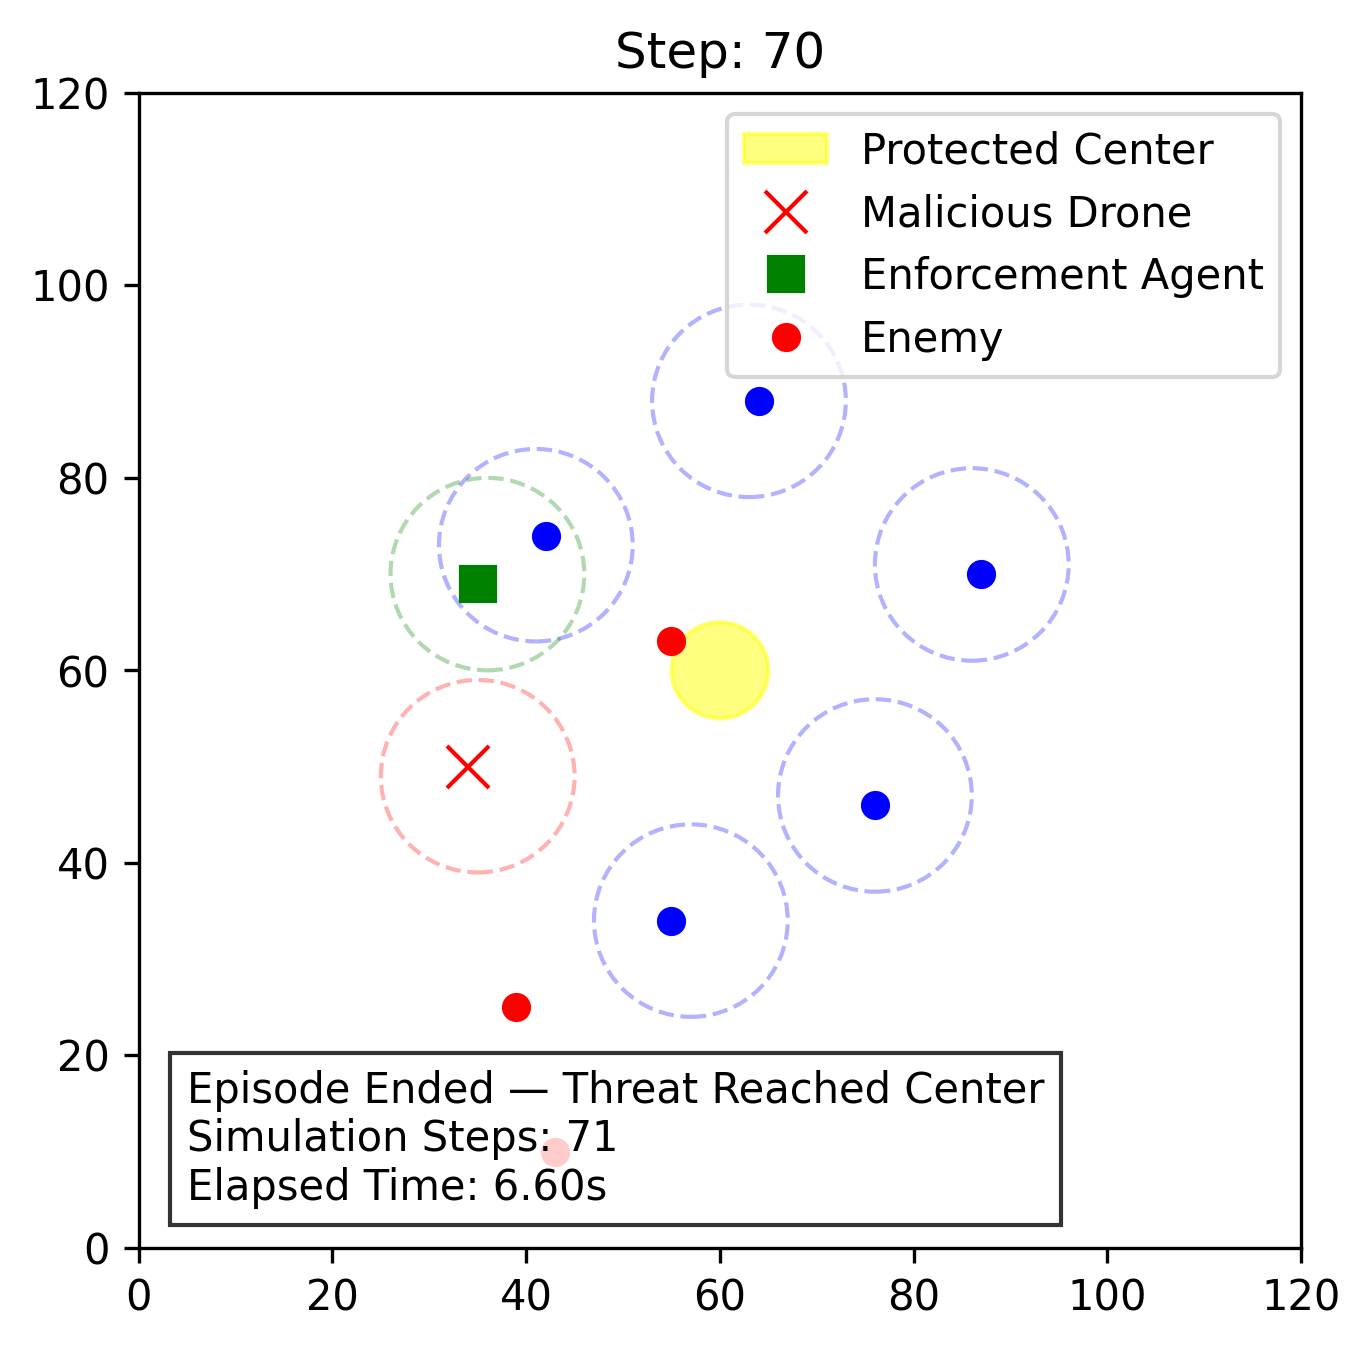 Step: 70
120
100
80
60
40
20
0
Protected Center
Malicious Drone
Enforcement Agent
Enemy
Episode Ended — Threat Reached Center
Simulation Steps: 71
Elapsed Time: 6.60s
0 20 40 60 80 100 120